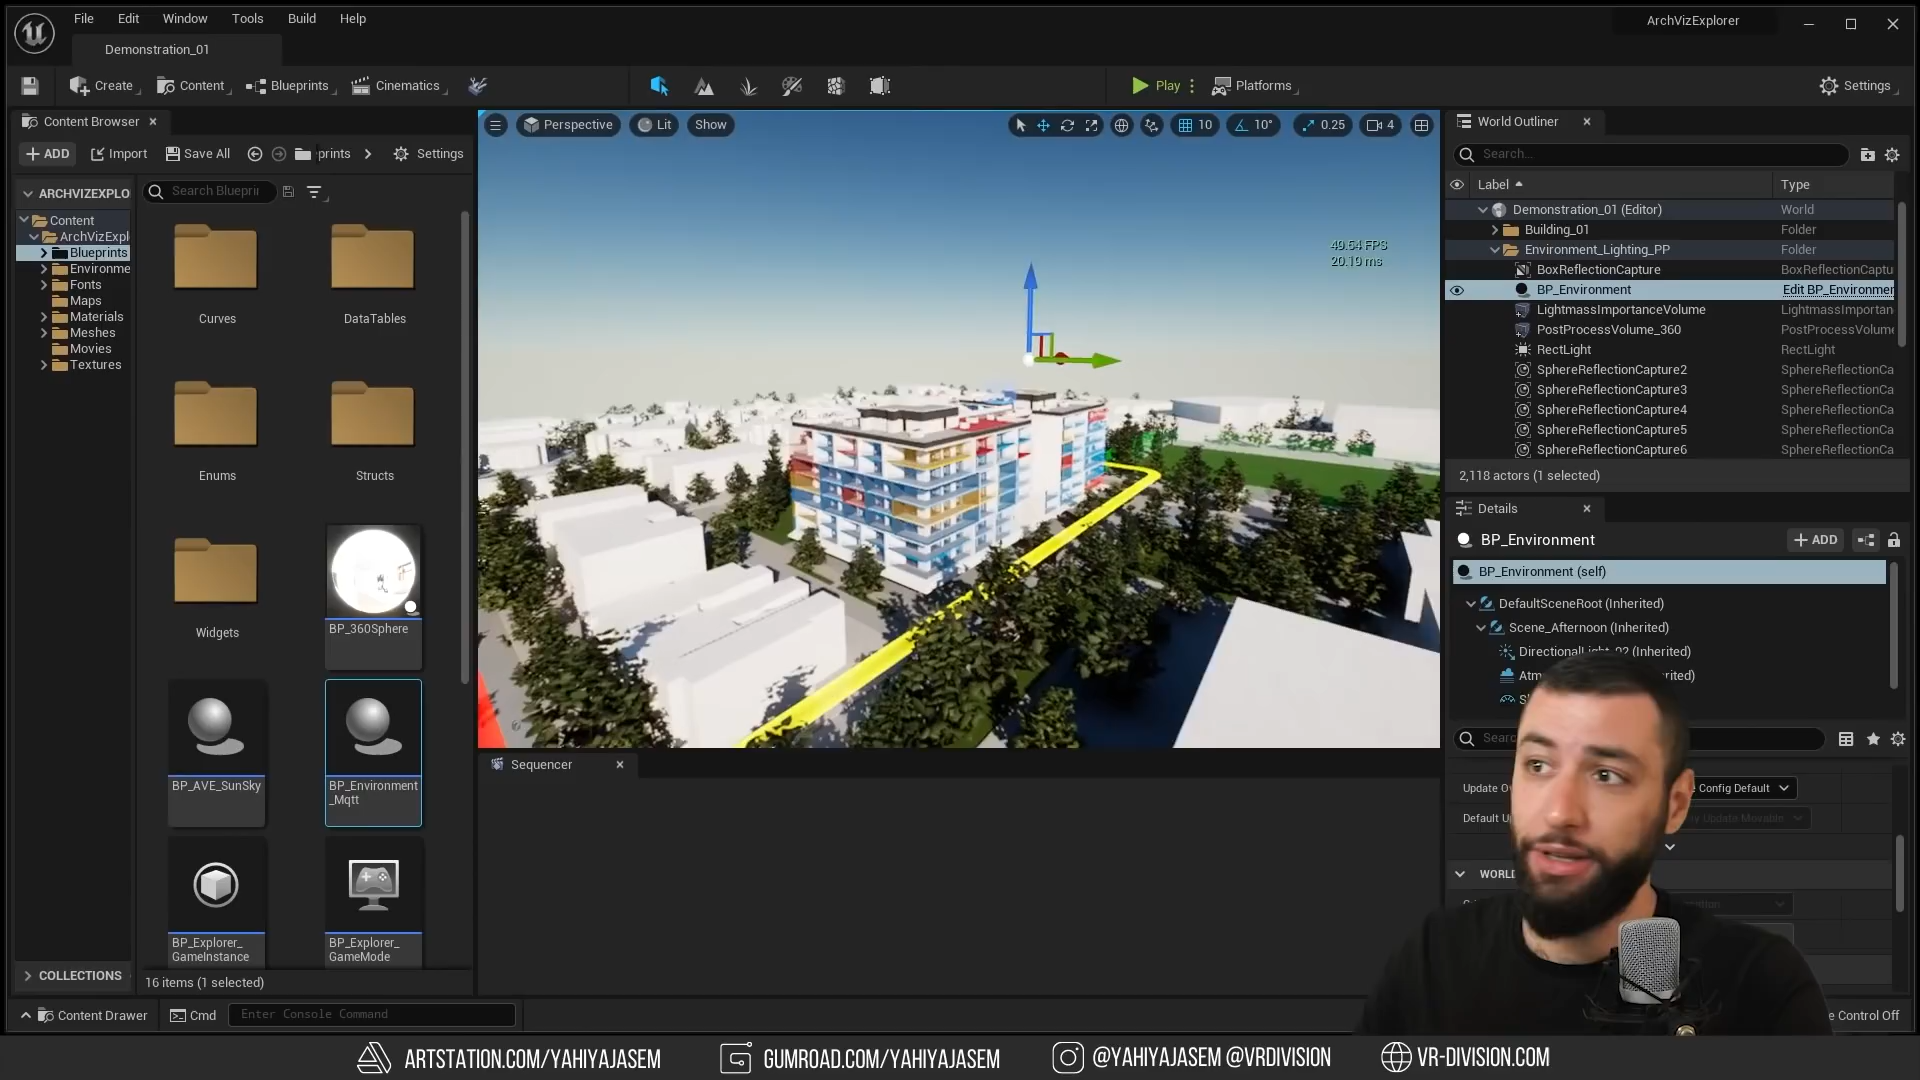 File Edit Window Tools Build Help
ArchVizExplorer
Demonstration_01
Create Content Blueprints Cinematics Play Platforms Settings
Content Browser
ADD Import Save All prints Settings
ARCHVIZEXPLO
Search Blueprin
Content
ArchVizExpl
Blueprints
Environme
Fonts
Maps
Materials
Meshes
Movies
Textures
Curves DataTables
Enums Structs
Widgets BP_360Sphere
BP_AVE_SunSky BP_Environment
_Mqtt
BP_Explorer_ BP_Explorer_
GameInstance GameMode
COLLECTIONS
16 items (1 selected)
Perspective Lit Show
10 10° 0.25 4
49.54 FPS
20.19 ms
Sequencer
World Outliner
Search...
Label Type
Demonstration_01 (Editor) World
Building_01 Folder
Environment_Lighting_PP Folder
BoxReflectionCapture BoxReflectionCaptu
BP_Environment Edit BP_Environmen
LightmassImportanceVolume LightmassImportan
PostProcessVolume_360 PostProcessVolume
RectLight RectLight
SphereReflectionCapture2 SphereReflectionCa
SphereReflectionCapture3 SphereReflectionCa
SphereReflectionCapture4 SphereReflectionCa
SphereReflectionCapture5 SphereReflectionCa
SphereReflectionCapture6 SphereReflectionCa
2,118 actors (1 selected)
Details
BP_Environment
ADD
BP_Environment (self)
DefaultSceneRoot (Inherited)
Scene_Afternoon (Inherited)
(Inherited)
Config Default
Default
WORL
Content Drawer Cmd Enter Console Command
Control Off
ARTSTATION.COM/YAHIYAJASEM GUMROAD.COM/YAHIYAJASEM @YAHIYAJASEM @VRDIVISION VR-DIVISION.COM